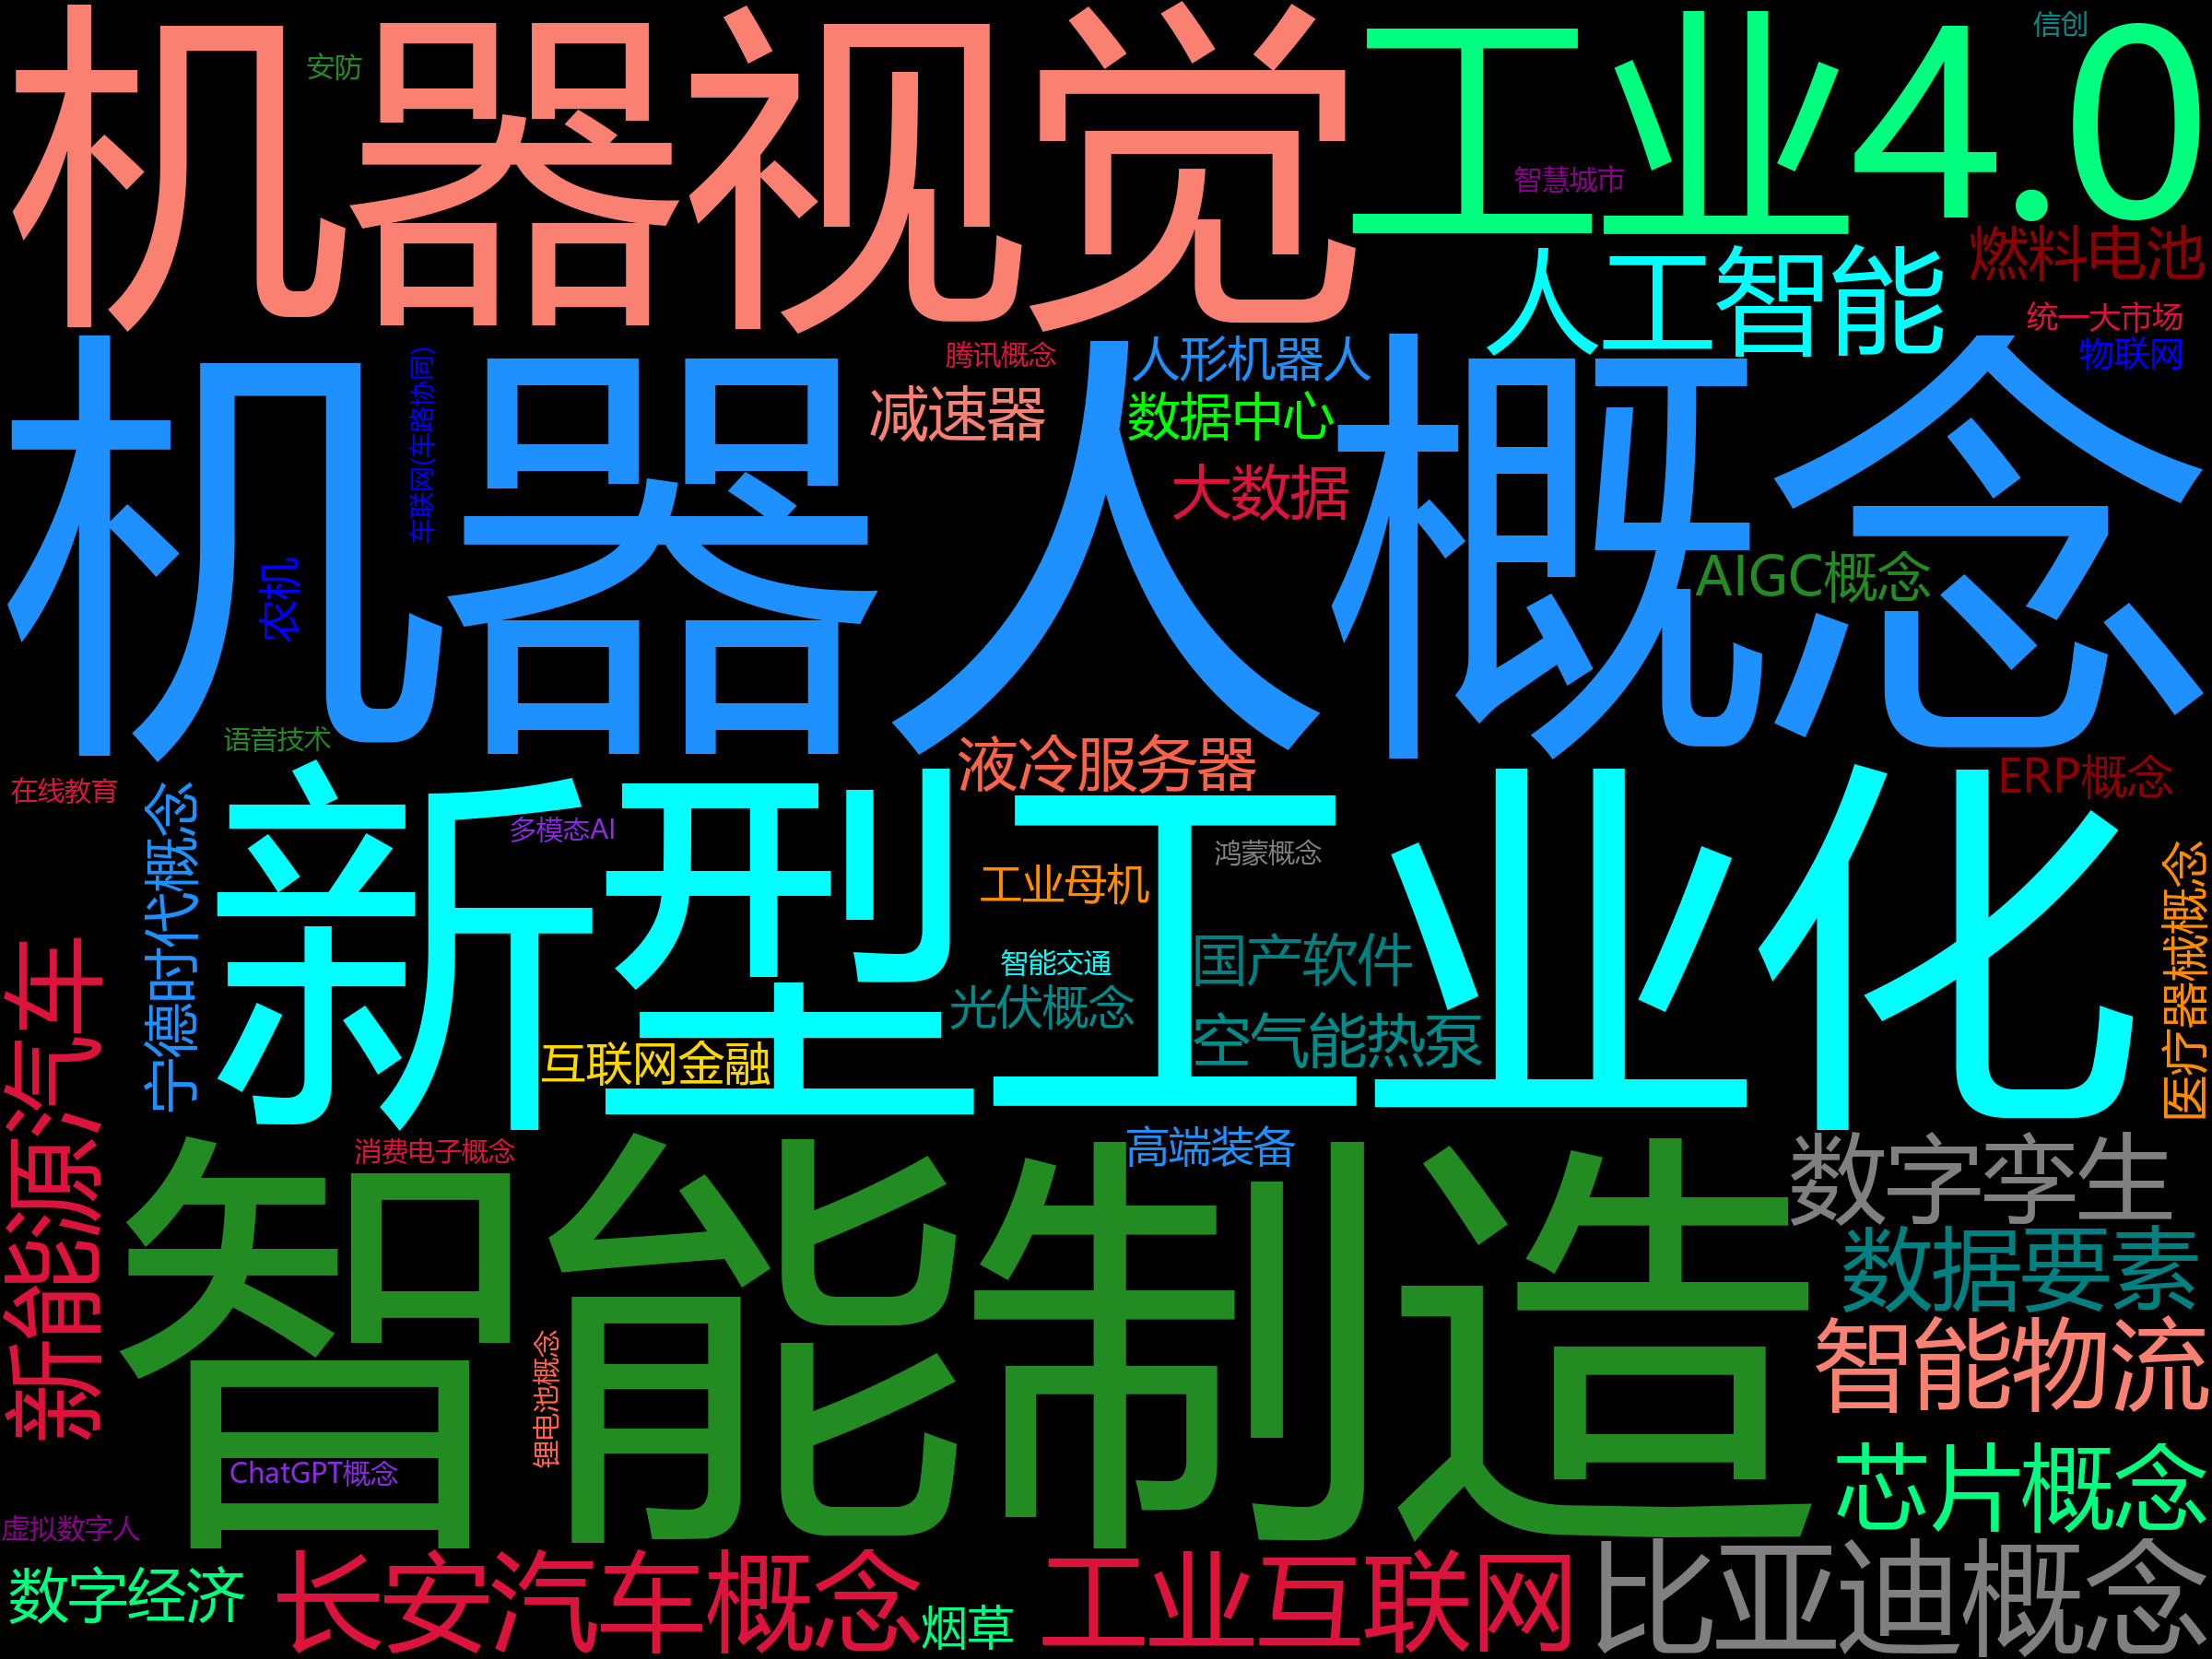 机器视觉
工业4.0
信创
安防
智慧城市
燃料电池
人工智能
统一大市场
物联网
腾讯概念
人形机器人
减速器
数据中心
车联网(车路协同)
机器人概念
大数据
农机
AIGC概念
语音技术
液冷服务器
ERP概念
在线教育
宁德时代概念
新型工业化
多模态AI
鸿蒙概念
工业母机
医疗器械概念
新能源汽车
国产软件
智能交通
光伏概念
空气能热泵
互联网金融
高端装备
消费电子概念
数字孪生
智能制造
数据要素
智能物流
锂电池概念
ChatGPT概念
芯片概念
虚拟数字人
数字经济
长安汽车概念
烟草
工业互联网
比亚迪概念